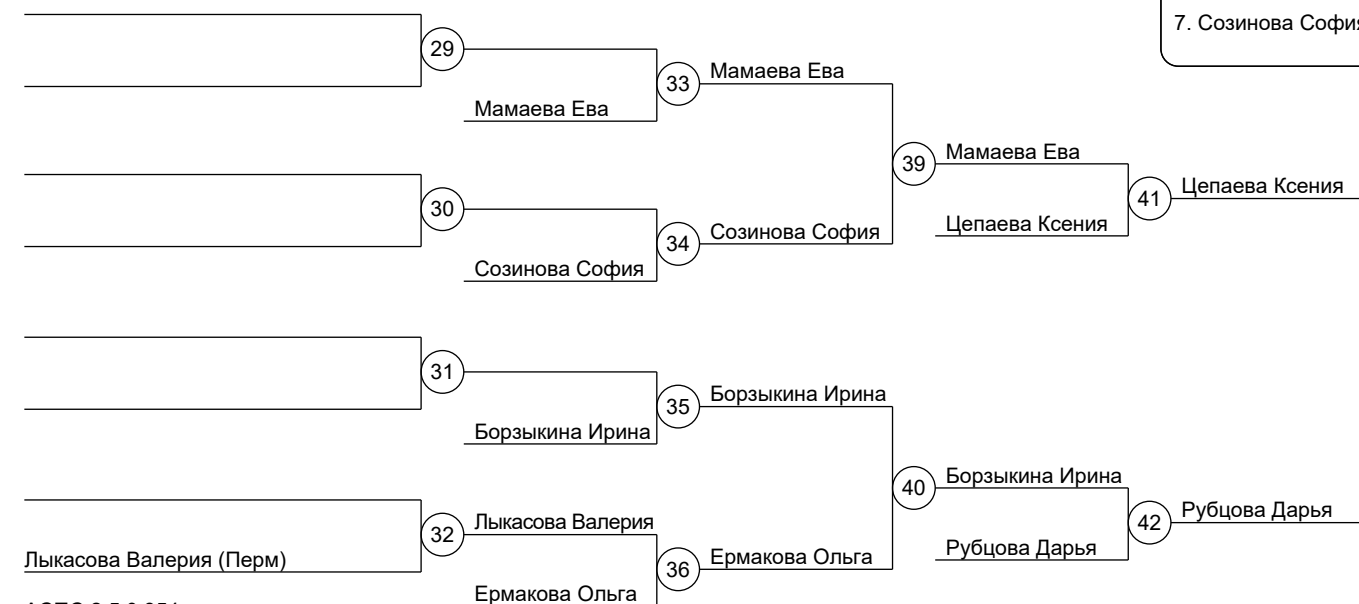 7. Созинова София
29
33
Мамаева Ева
Мамаева Ева
39
Мамаева Ева
41
Цепаева Ксения
30
34
Созинова София
Цепаева Ксения
Созинова София
31
35
Борзыкина Ирина
Борзыкина Ирина
40
Борзыкина Ирина
42
Рубцова Дарья
32
Лыкасова Валерия
36
Ермакова Ольга
Рубцова Дарья
Лыкасова Валерия (Перм)
Ермакова Ольга